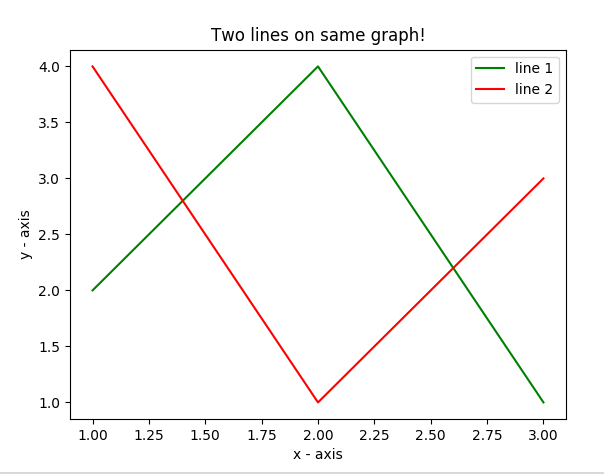 Two lines on same graph!
line 1
line 2
4.0
3.5
3.0
2.5
2.0
1.5
1.0
y - axis
1.00 1.25 1.50 1.75 2.00 2.25 2.50 2.75 3.00
x - axis